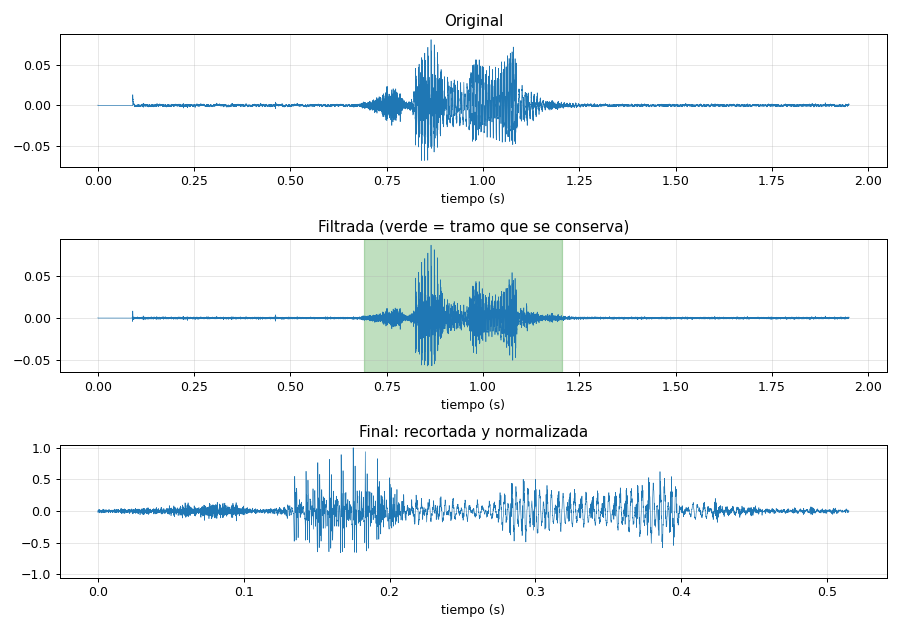 Original
0.05
0.00
−0.05
0.00 0.25 0.50 0.75 1.00 1.25 1.50 1.75 2.00
tiempo (s)
Filtrada (verde = tramo que se conserva)
0.05
0.00
−0.05
0.00 0.25 0.50 0.75 1.00 1.25 1.50 1.75 2.00
tiempo (s)
Final: recortada y normalizada
1.0
0.5
0.0
−0.5
−1.0
0.0 0.1 0.2 0.3 0.4 0.5
tiempo (s)